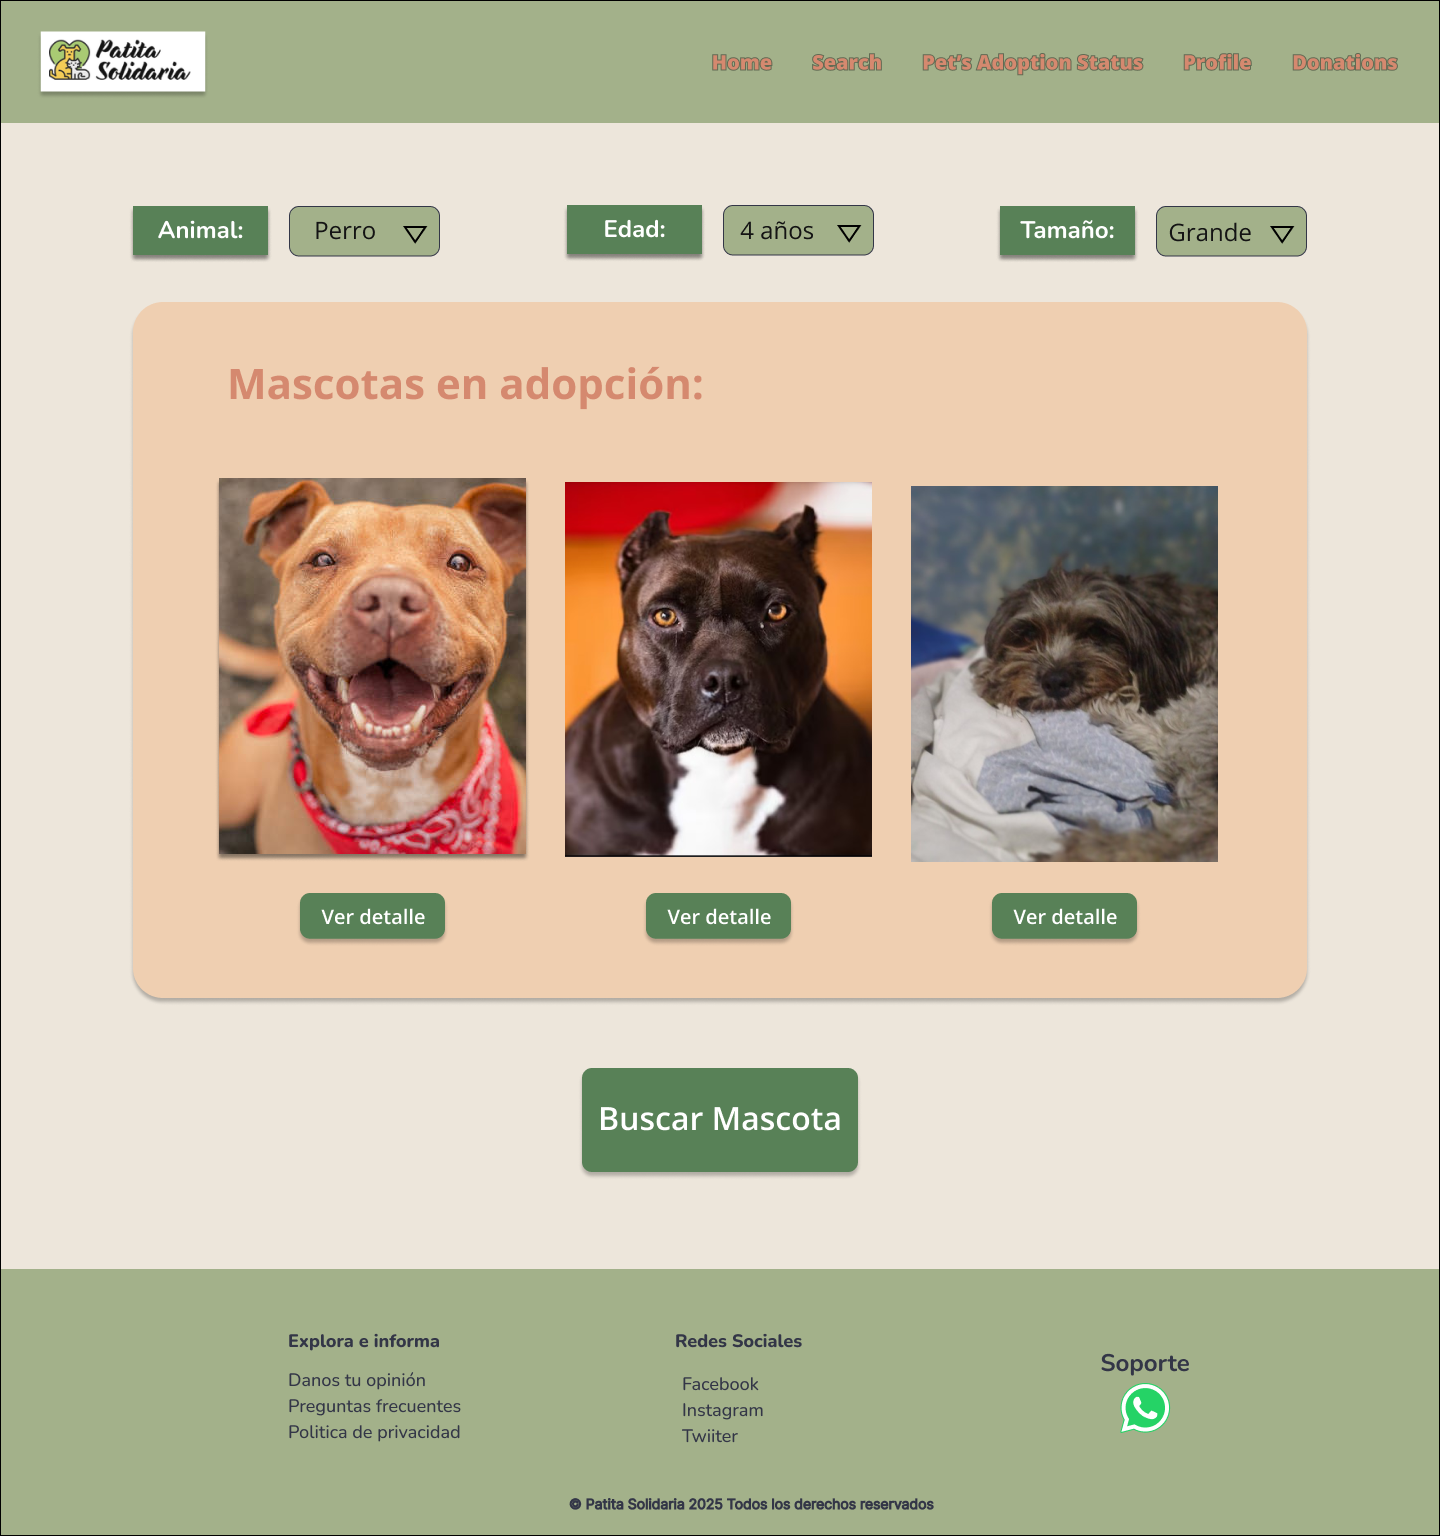 Patita
Solidaria
Home Search Pet's Adoption Status Profile Donations
Animal: Perro Edad: 4 años Tamaño: Grande
Mascotas en adopción:
Ver detalle Ver detalle Ver detalle
Buscar Mascota
Explora e informa
Danos tu opinión
Preguntas frecuentes
Politica de privacidad
Redes Sociales
Facebook
Instagram
Twiiter
Soporte
© Patita Solidaria 2025 Todos los derechos reservados